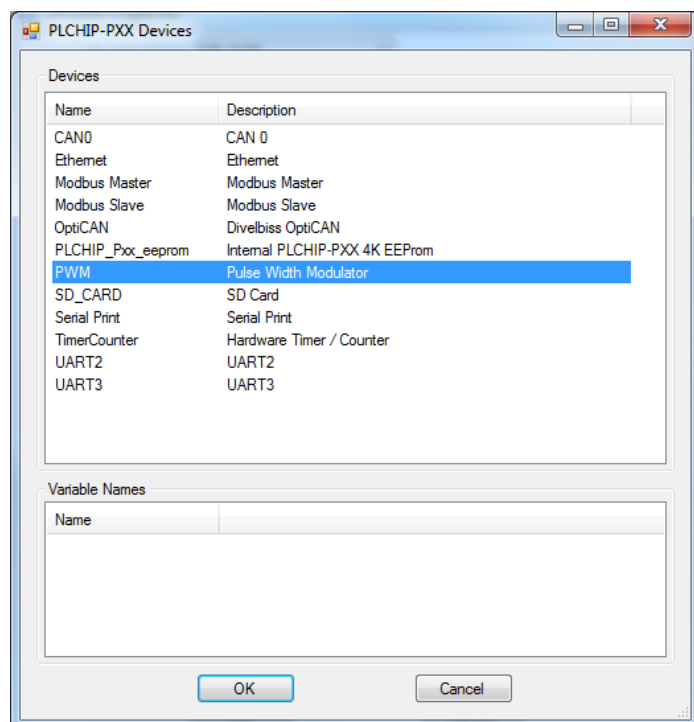 PLCHIP-PXX Devices
Devices
Name Description
CAN0 CAN 0
Ethernet Ethernet
Modbus Master Modbus Master
Modbus Slave Modbus Slave
OptiCAN Divelbiss OptiCAN
PLCHIP_Pxx_eeprom Internal PLCHIP-PXX 4K EEProm
PWM Pulse Width Modulator
SD_CARD SD Card
Serial Print Serial Print
TimerCounter Hardware Timer / Counter
UART2 UART2
UART3 UART3
Variable Names
Name
OK Cancel